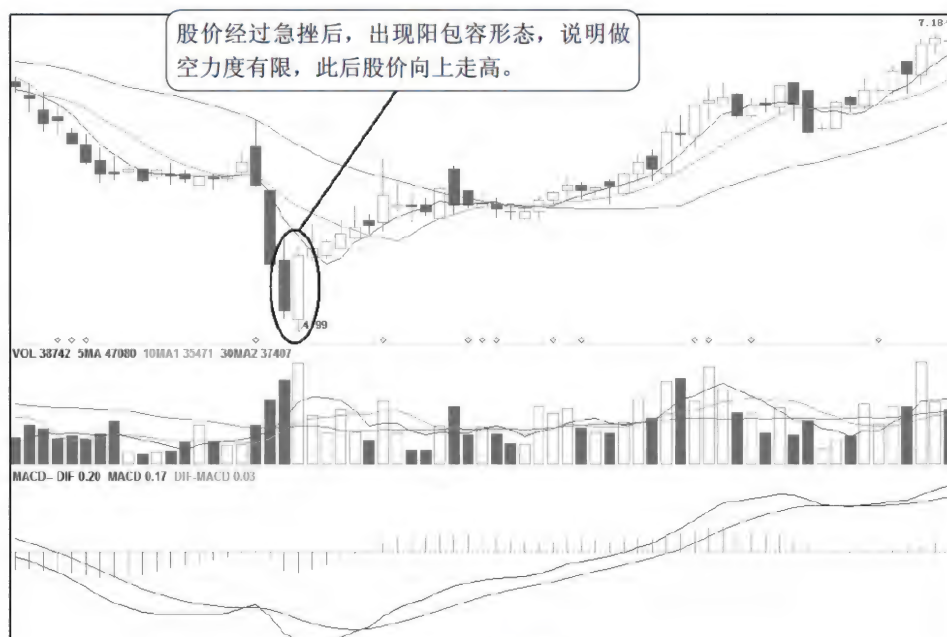 7.18
股价经过急挫后，出现阳包容形态，说明做
空力度有限，此后股价向上走高。
4.99
VOL 38742 5MA 47080 10MA1 35471 30MA2 37407
MACD- DIF 0.20 MACD 0.17 DIF-MACD 0.03